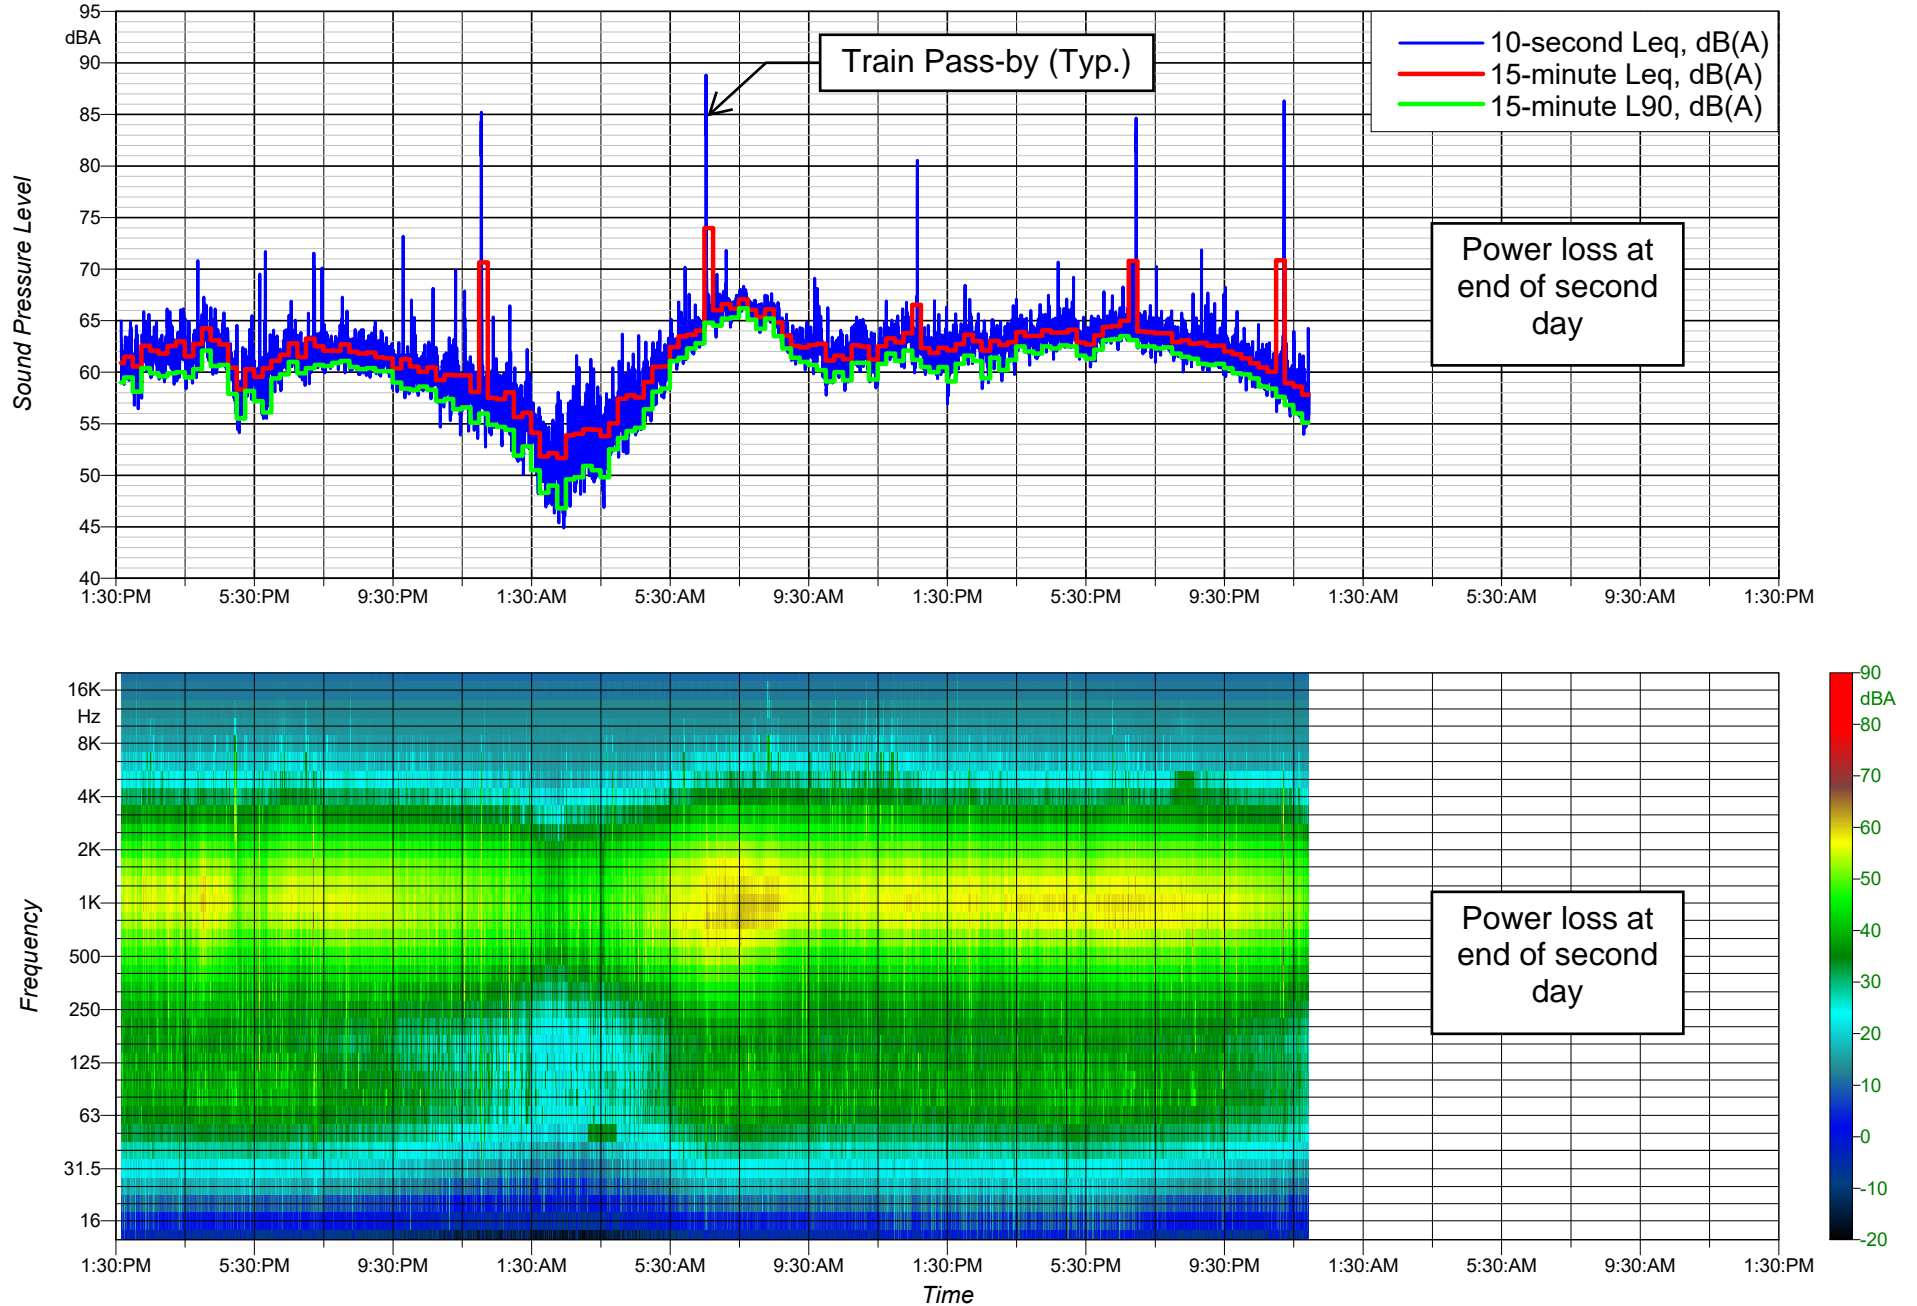 95
dBA
90
85
80
75
70
65
60
55
50
45
40
Sound Pressure Level
Train Pass-by (Typ.)
10-second Leq, dB(A)
15-minute Leq, dB(A)
15-minute L90, dB(A)
Power loss at
end of second
day
1:30:PM 5:30:PM 9:30:PM 1:30:AM 5:30:AM 9:30:AM 1:30:PM 5:30:PM 9:30:PM 1:30:AM 5:30:AM 9:30:AM 1:30:PM
16K
Hz
8K
4K
2K
1K
500
250
125
63
31.5
16
Frequency
Power loss at
end of second
day
90
dBA
80
70
60
50
40
30
20
10
0
-10
-20
1:30:PM 5:30:PM 9:30:PM 1:30:AM 5:30:AM 9:30:AM 1:30:PM 5:30:PM 9:30:PM 1:30:AM 5:30:AM 9:30:AM 1:30:PM
Time